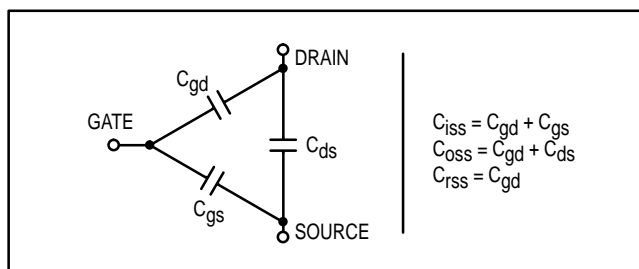 DRAIN
Cgd
GATE
Cds
Cgs
SOURCE
Ciss = Cgd + Cgs
Coss = Cgd + Cds
Crss = Cgd